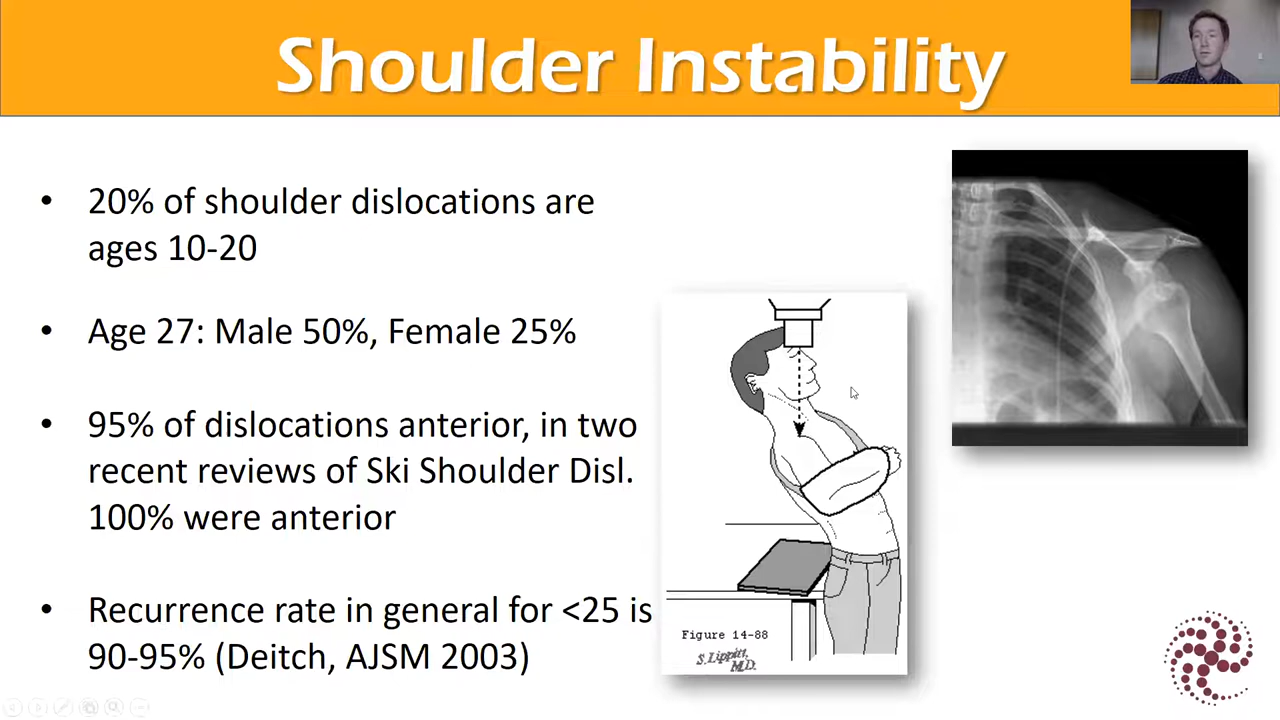 Shoulder Instability
• 20% of shoulder dislocations are
ages 10-20
• Age 27: Male 50%, Female 25%
• 95% of dislocations anterior, in two
recent reviews of Ski Shoulder Disl.
100% were anterior
• Recurrence rate in general for <25 is
90-95% (Deitch, AJSM 2003)
Figure 14-88
S. Lippitt,
M.D.